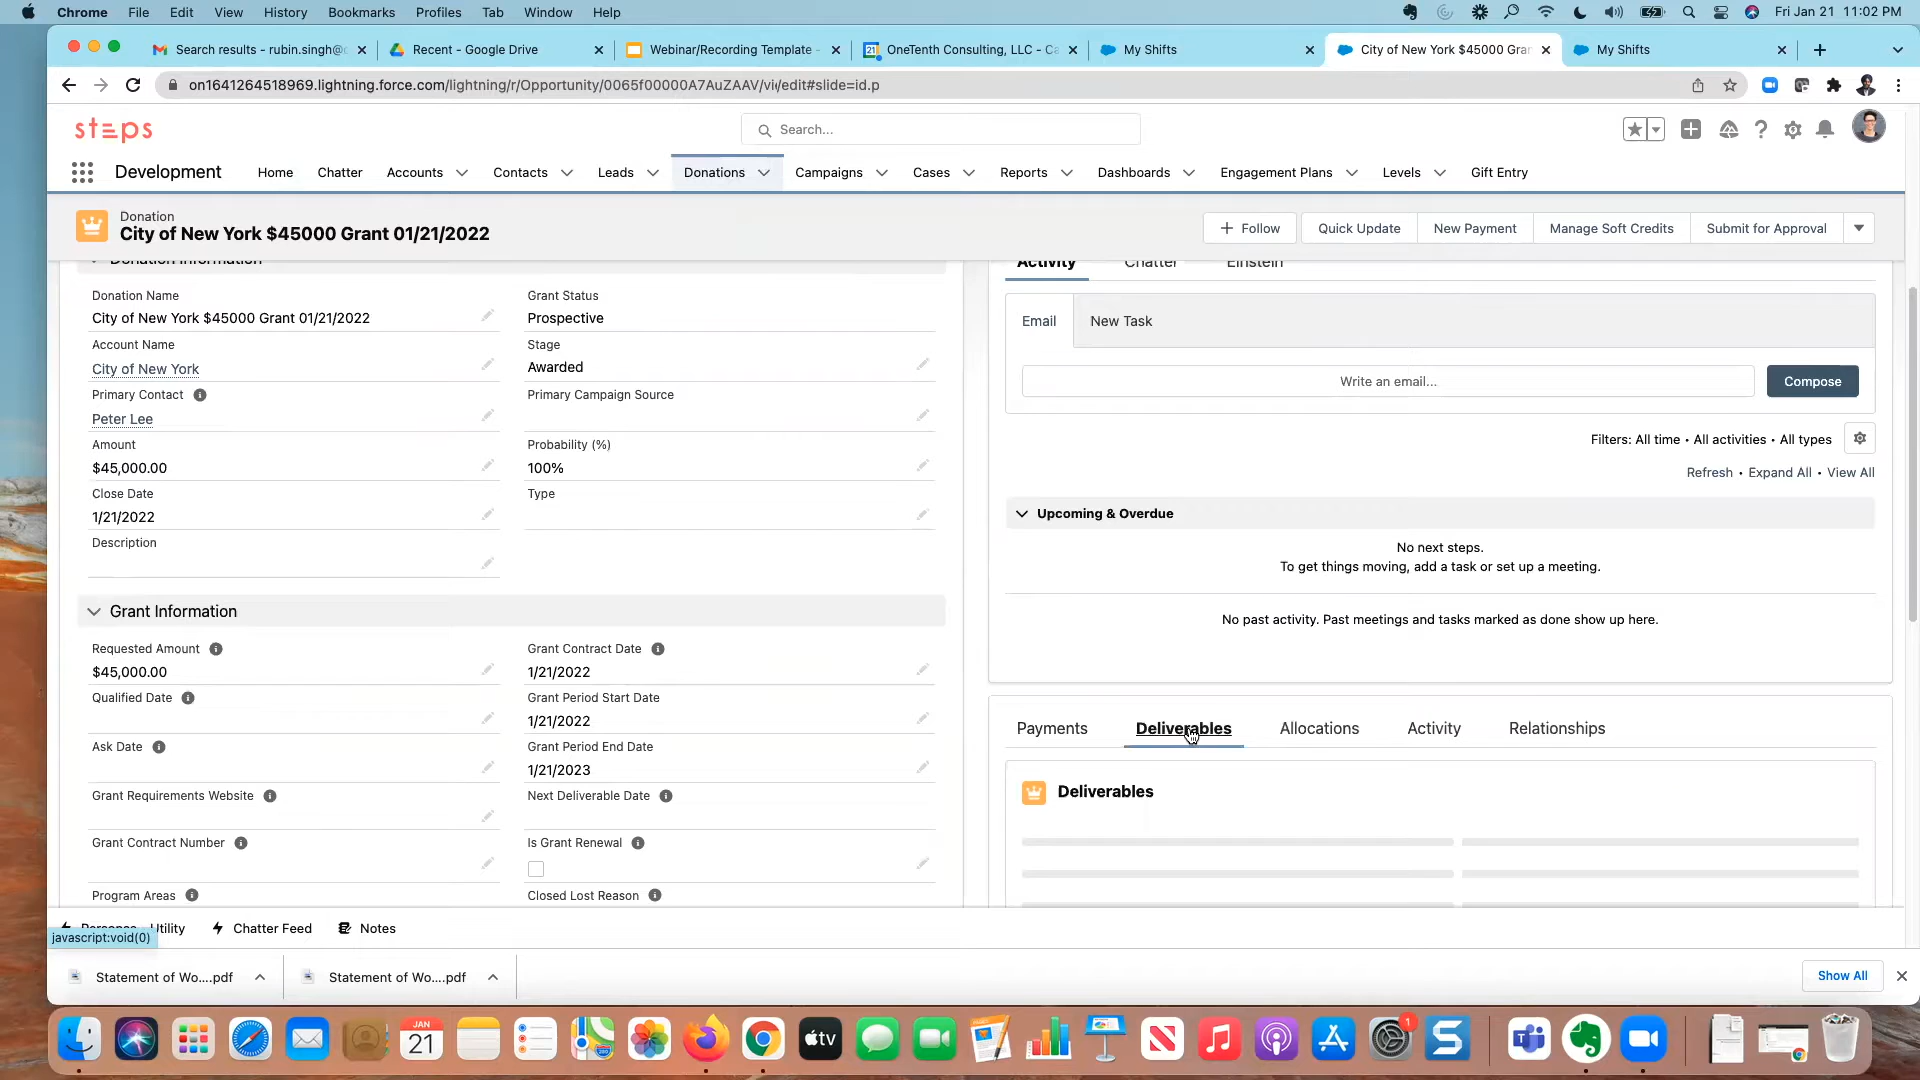 Chrome File Edit View History Bookmarks Profiles Tab Window Help Fri Jan 21 11:02 PM
Search results - rubin.singh@ Recent - Google Drive Webinar/Recording Template - OneTenth Consulting, LLC - Ca My Shifts City of New York $45000 Gran My Shifts
on1641264518969.lightning.force.com/lightning/r/Opportunity/0065f00000A7AuZAAV/vi/edit#slide=id.p
steps
Search...
Development Home Chatter Accounts Contacts Leads Donations Campaigns Cases Reports Dashboards Engagement Plans Levels Gift Entry
Donation
City of New York $45000 Grant 01/21/2022
Follow Quick Update New Payment Manage Soft Credits Submit for Approval
Donation Information
Donation Name
City of New York $45000 Grant 01/21/2022
Grant Status
Prospective
Account Name
City of New York
Stage
Awarded
Primary Contact
Peter Lee
Primary Campaign Source
Amount
$45,000.00
Probability (%)
100%
Close Date
1/21/2022
Type
Description
Grant Information
Requested Amount
$45,000.00
Grant Contract Date
1/21/2022
Qualified Date
Grant Period Start Date
1/21/2022
Ask Date
Grant Period End Date
1/21/2023
Grant Requirements Website
Next Deliverable Date
Grant Contract Number
Is Grant Renewal
Program Areas
Closed Lost Reason
Activity Chatter Einstein
Email New Task
Write an email... Compose
Filters: All time • All activities • All types
Refresh • Expand All • View All
Upcoming & Overdue
No next steps.
To get things moving, add a task or set up a meeting.
No past activity. Past meetings and tasks marked as done show up here.
Payments Deliverables Allocations Activity Relationships
Deliverables
Utility Chatter Feed Notes
javascript:void(0)
Statement of Wo....pdf Statement of Wo....pdf Show All
JAN
21
tv
1